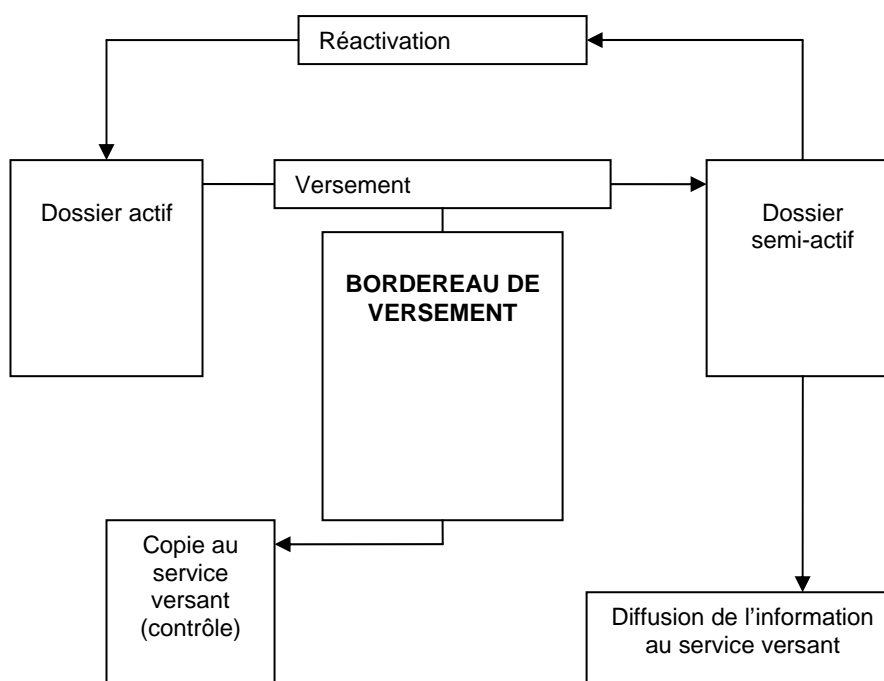 Réactivation
Versement
Dossier actif
Dossier
semi-actif
BORDEREAU DE
VERSEMENT
Copie au
service
versant
(contrôle)
Diffusion de l’information
au service versant